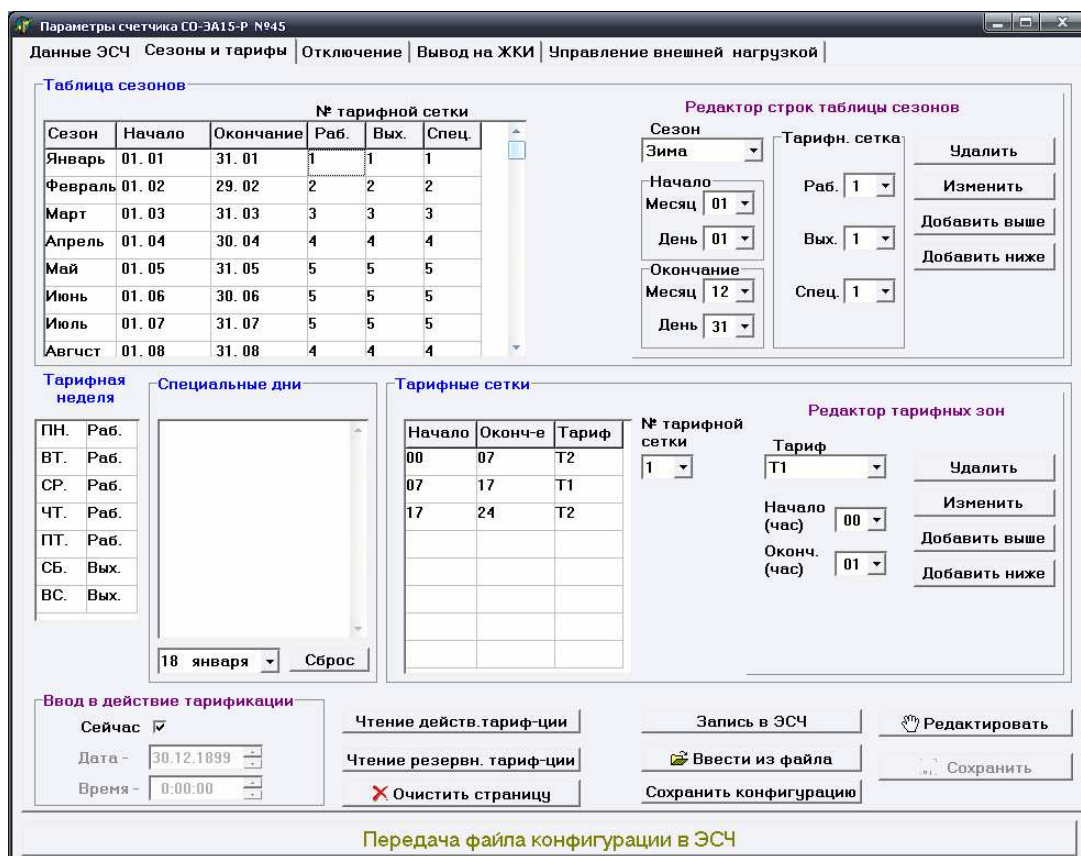 Параметры счетчика СО-ЭА15-Р №45
Данные ЭСЧ Сезоны и тарифы Отключение Вывод на ЖКИ Управление внешней нагрузкой
Таблица сезонов
№ тарифной сетки
Сезон Начало Окончание Раб. Вых. Спец.
Январь 01. 01 31. 01 1 1 1
Февраль 01. 02 29. 02 2 2 2
Март 01. 03 31. 03 3 3 3
Апрель 01. 04 30. 04 4 4 4
Май 01. 05 31. 05 5 5 5
Июнь 01. 06 30. 06 5 5 5
Июль 01. 07 31. 07 5 5 5
Август 01. 08 31. 08 4 4 4
Редактор строк таблицы сезонов
Сезон
Зима
Начало
Месяц 01
День 01
Окончание
Месяц 12
День 31
Тарифн. сетка
Раб. 1
Вых. 1
Спец. 1
Удалить
Изменить
Добавить выше
Добавить ниже
Тарифная
неделя
ПН. Раб.
ВТ. Раб.
СР. Раб.
ЧТ. Раб.
ПТ. Раб.
СБ. Вых.
ВС. Вых.
Специальные дни
18 января Сброс
Тарифные сетки
Начало Оконч-е Тариф
00 07 Т2
07 17 Т1
17 24 Т2
№ тарифной
сетки
1
Редактор тарифных зон
Тариф
Т1
Начало
(час) 00
Оконч.
(час) 01
Удалить
Изменить
Добавить выше
Добавить ниже
Ввод в действие тарификации
Сейчас
Дата - 30.12.1899
Время - 0:00:00
Чтение действ.тариф-ции
Чтение резервн. тариф-ции
Очистить страницу
Запись в ЭСЧ
Ввести из файла
Сохранить конфигурацию
Редактировать
Сохранить
Передача файла конфигурации в ЭСЧ